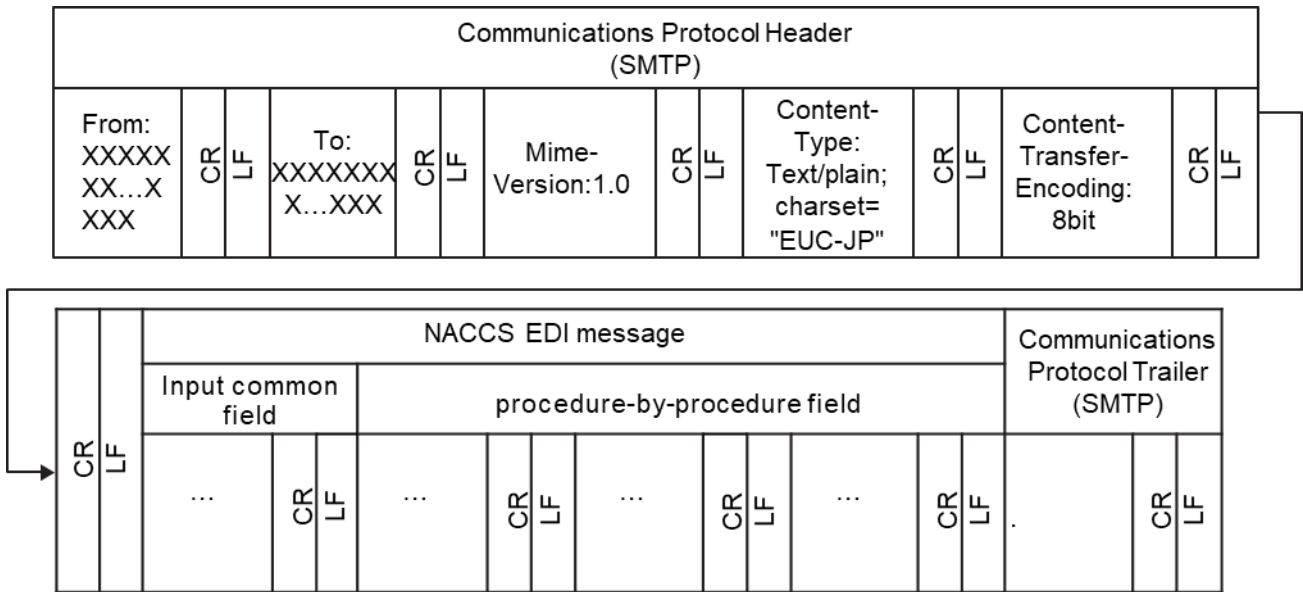 Communications Protocol Header
(SMTP)
From:
XXXXX
XX...X
XXX
CR
LF
To:
XXXXXXX
X...XXX
CR
LF
Mime-
Version:1.0
CR
LF
Content-
Type:
Text/plain;
charset=
"EUC-JP"
CR
LF
Content-
Transfer-
Encoding:
8bit
CR
LF
CR
LF
NACCS EDI message
Input common
field
procedure-by-procedure field
Communications
Protocol Trailer
(SMTP)
...
CR
LF
...
CR
LF
...
CR
LF
...
CR
LF
.
CR
LF